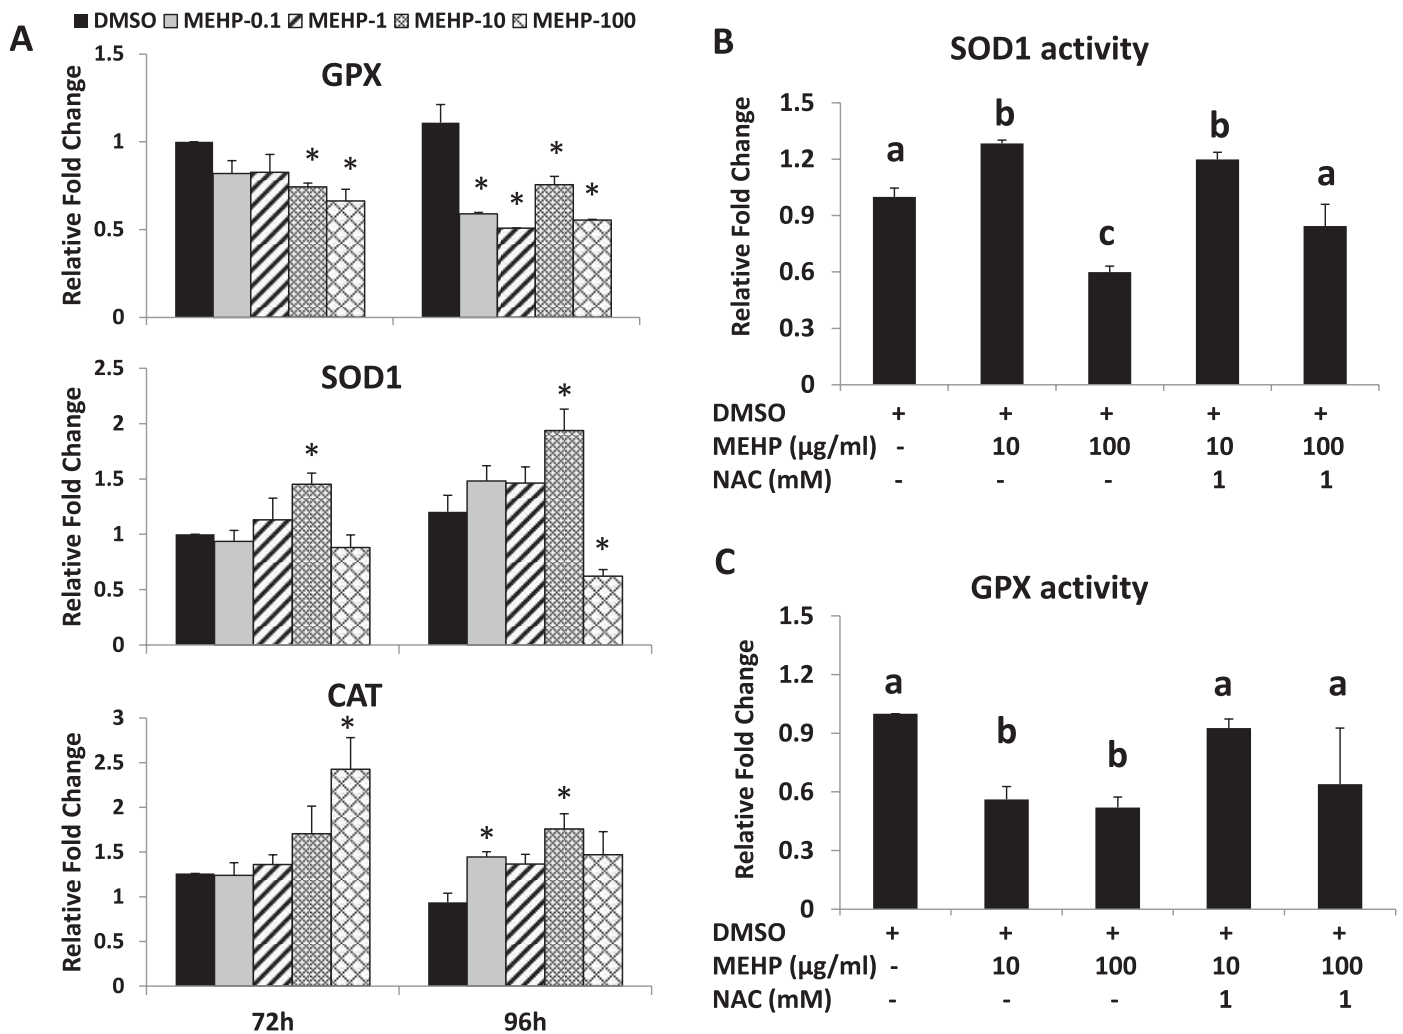 DMSO MEHP-0.1 MEHP-1 MEHP-10 MEHP-100
A
GPX
Relative Fold Change
1.5
1
0.5
0
* * * * * *
SOD1
Relative Fold Change
2.5
2
1.5
1
0.5
0
* * *
CAT
Relative Fold Change
3
2.5
2
1.5
1
0.5
0
* * *
72h 96h
B
SOD1 activity
Relative Fold Change
1.5
1.2
0.9
0.6
0.3
0
a b c b a
DMSO + + + + +
MEHP (µg/ml) - 10 100 10 100
NAC (mM) - - - 1 1
C
GPX activity
Relative Fold Change
1.5
1.2
0.9
0.6
0.3
0
a b b a a
DMSO + + + + +
MEHP (µg/ml) - 10 100 10 100
NAC (mM) - - - 1 1